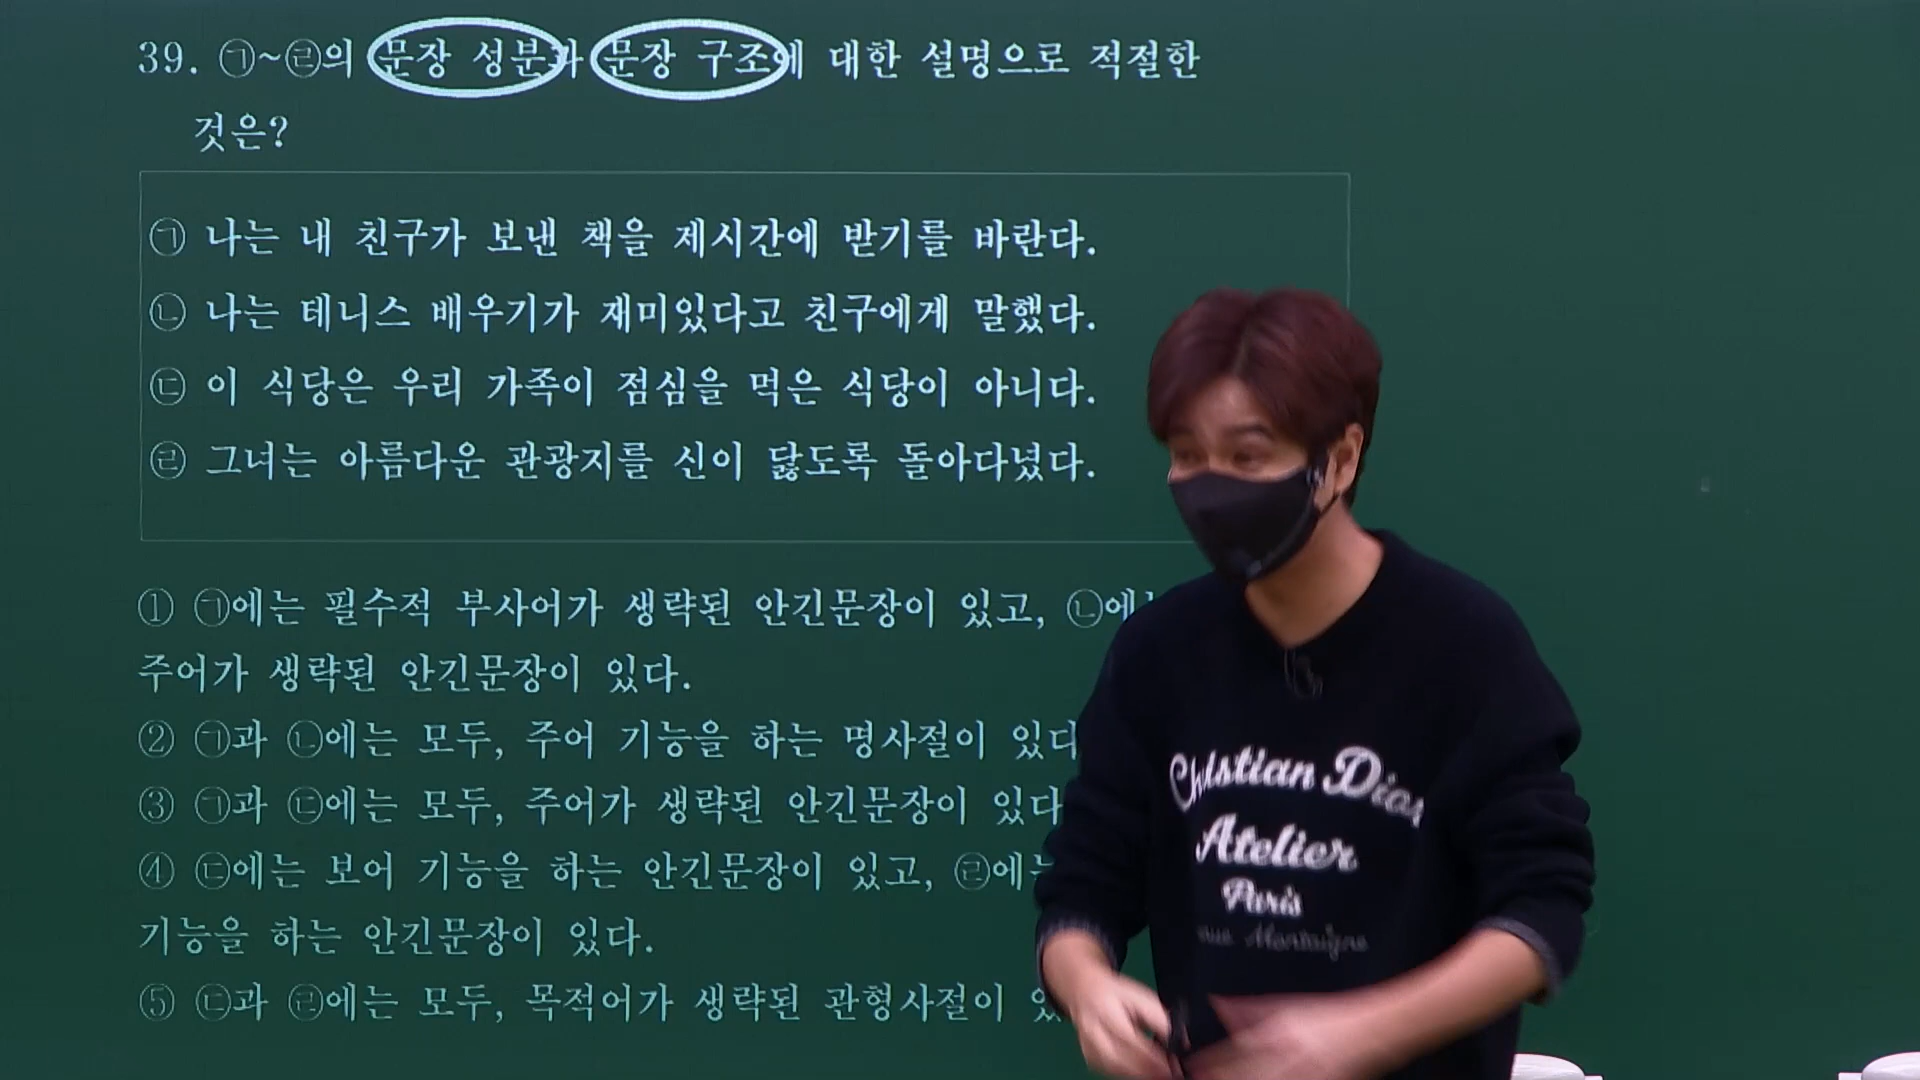 39. ㉠~㉣의 문장 성분과 문장 구조에 대한 설명으로 적절한
것은?
㉠ 나는 내 친구가 보낸 책을 제시간에 받기를 바란다.
㉡ 나는 테니스 배우기가 재미있다고 친구에게 말했다.
㉢ 이 식당은 우리 가족이 점심을 먹은 식당이 아니다.
㉣ 그녀는 아름다운 관광지를 신이 닳도록 돌아다녔다.
① ㉠에는 필수적 부사어가 생략된 안긴문장이 있고, ㉡에
주어가 생략된 안긴문장이 있다.
② ㉠과 ㉡에는 모두, 주어 기능을 하는 명사절이 있다
③ ㉠과 ㉢에는 모두, 주어가 생략된 안긴문장이 있다
④ ㉢에는 보어 기능을 하는 안긴문장이 있고, ㉣에
기능을 하는 안긴문장이 있다.
⑤ ㉢과 ㉣에는 모두, 목적어가 생략된 관형사절이
Christian Dior
Atelier
Paris
rue Montaigne